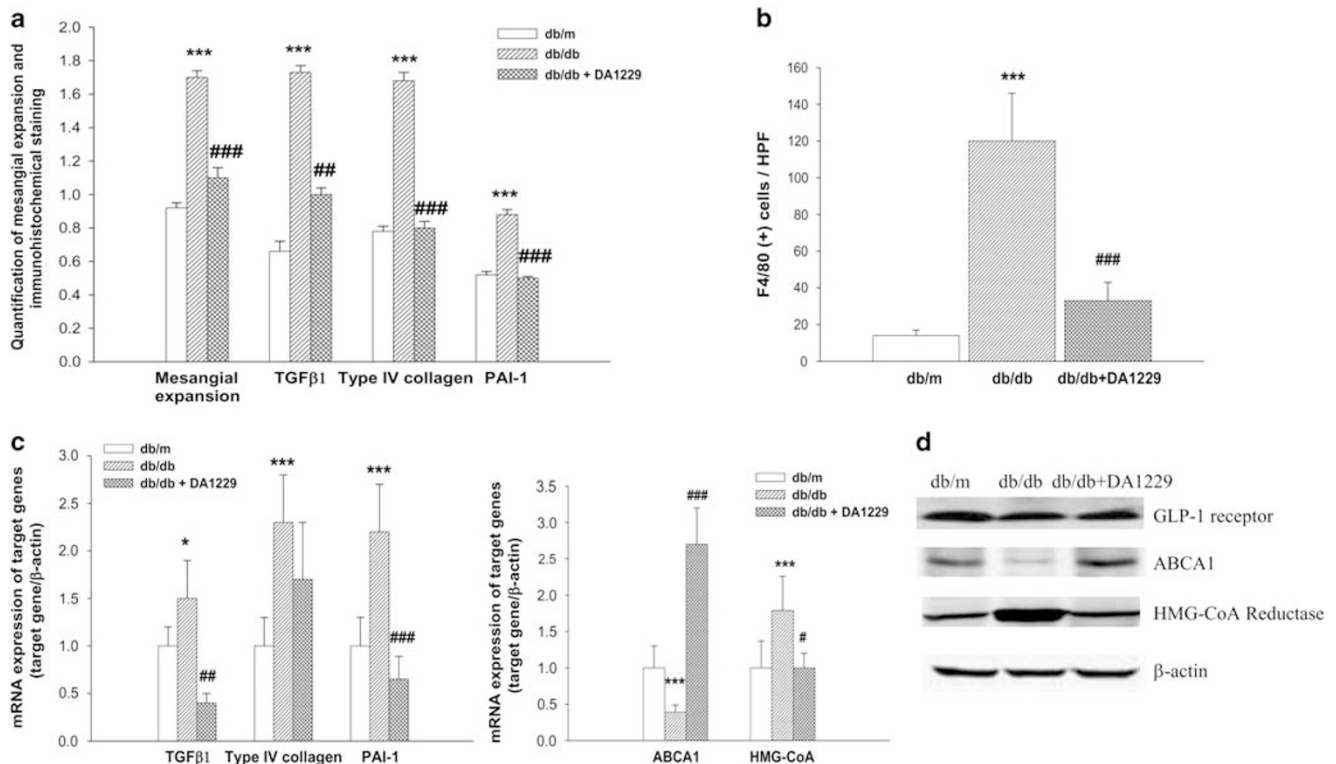 a
Quantification of mesangial expansion and
immunohistochemical staining
2.0
1.8
1.6
1.4
1.2
1.0
0.8
0.6
0.4
0.2
0.0
db/m
db/db
db/db + DA1229
***
###
***
##
***
###
***
###
Mesangial
expansion
TGFβ1
Type IV collagen
PAI-1
b
F4/80 (+) cells / HPF
160
140
120
100
80
60
40
20
0
***
###
db/m
db/db
db/db+DA1229
c
mRNA expression of target genes
(target gene/β-actin)
db/m
db/db
db/db + DA1229
3.0
2.5
2.0
1.5
1.0
0.5
0.0
*
##
***
***
###
TGFβ1
Type IV collagen
PAI-1
mRNA expression of target genes
(target gene/β-actin)
3.5
3.0
2.5
2.0
1.5
1.0
0.5
0.0
db/m
db/db
db/db + DA1229
***
###
***
#
ABCA1
HMG-CoA
d
db/m db/db db/db+DA1229
GLP-1 receptor
ABCA1
HMG-CoA Reductase
β-actin